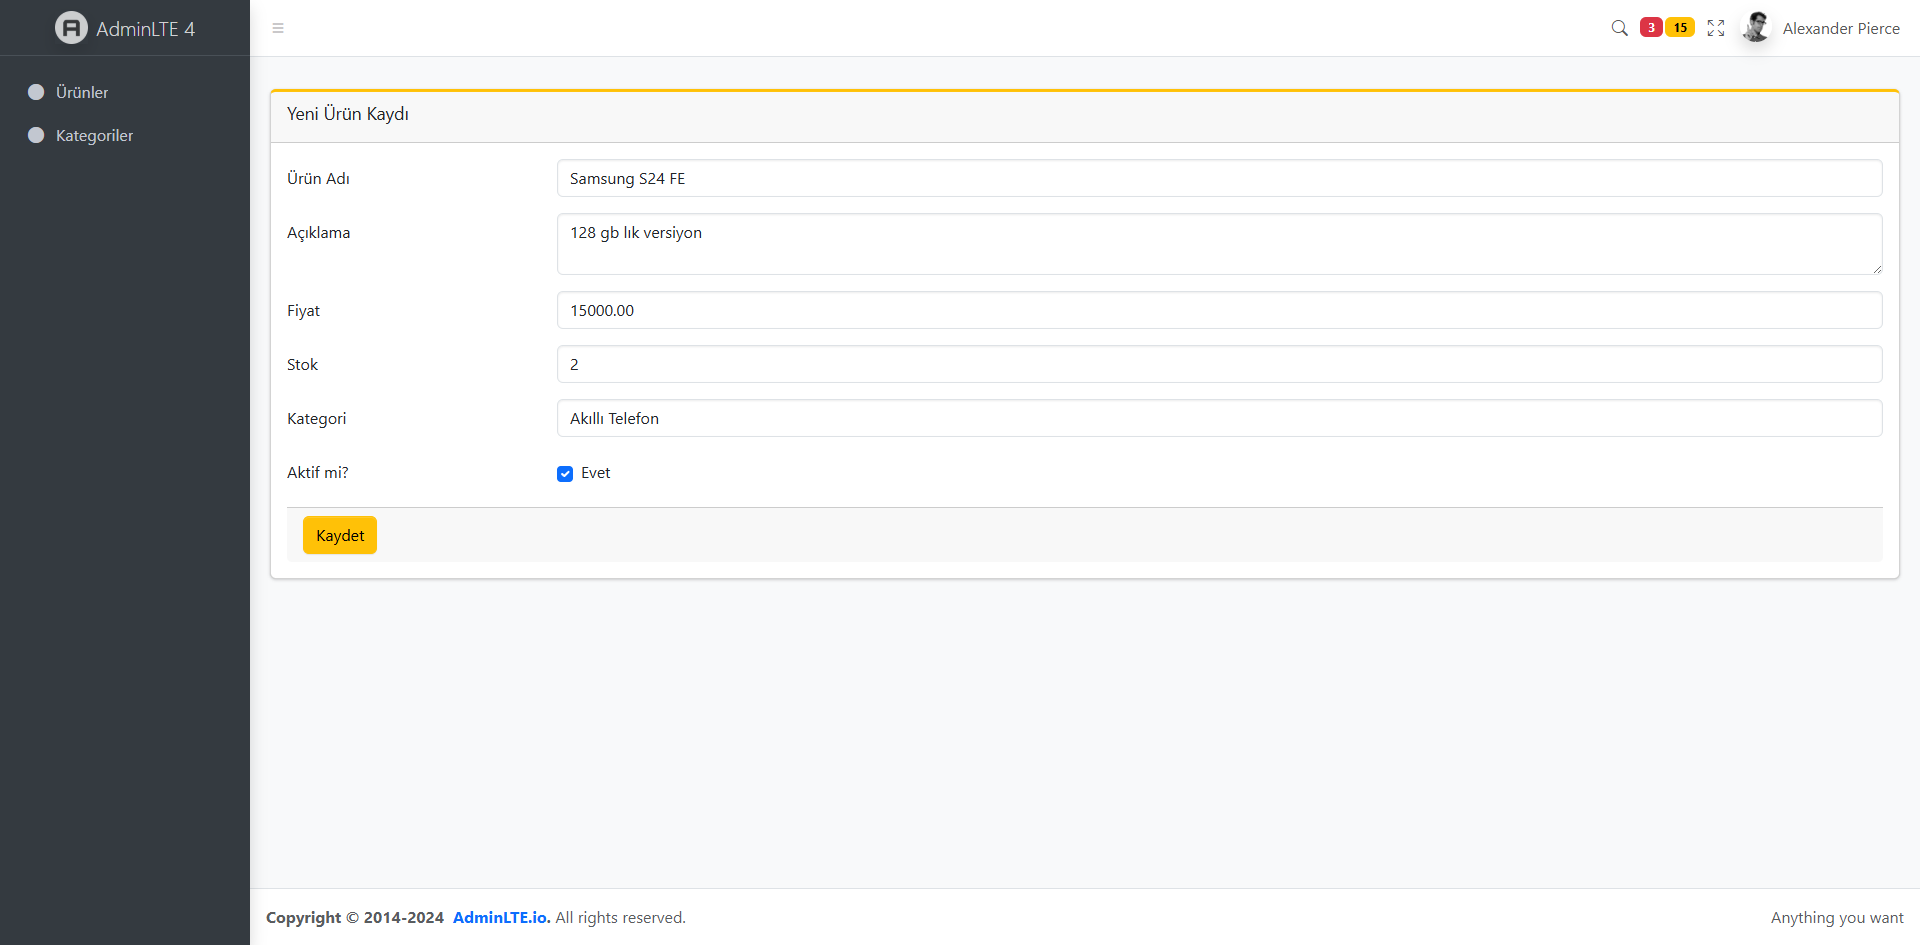 AdminLTE 4
3 15 Alexander Pierce
Ürünler
Kategoriler
Yeni Ürün Kaydı
Ürün Adı Samsung S24 FE
Açıklama 128 gb lık versiyon
Fiyat 15000.00
Stok 2
Kategori Akıllı Telefon
Aktif mi? Evet
Kaydet
Copyright © 2014-2024 AdminLTE.io. All rights reserved. Anything you want